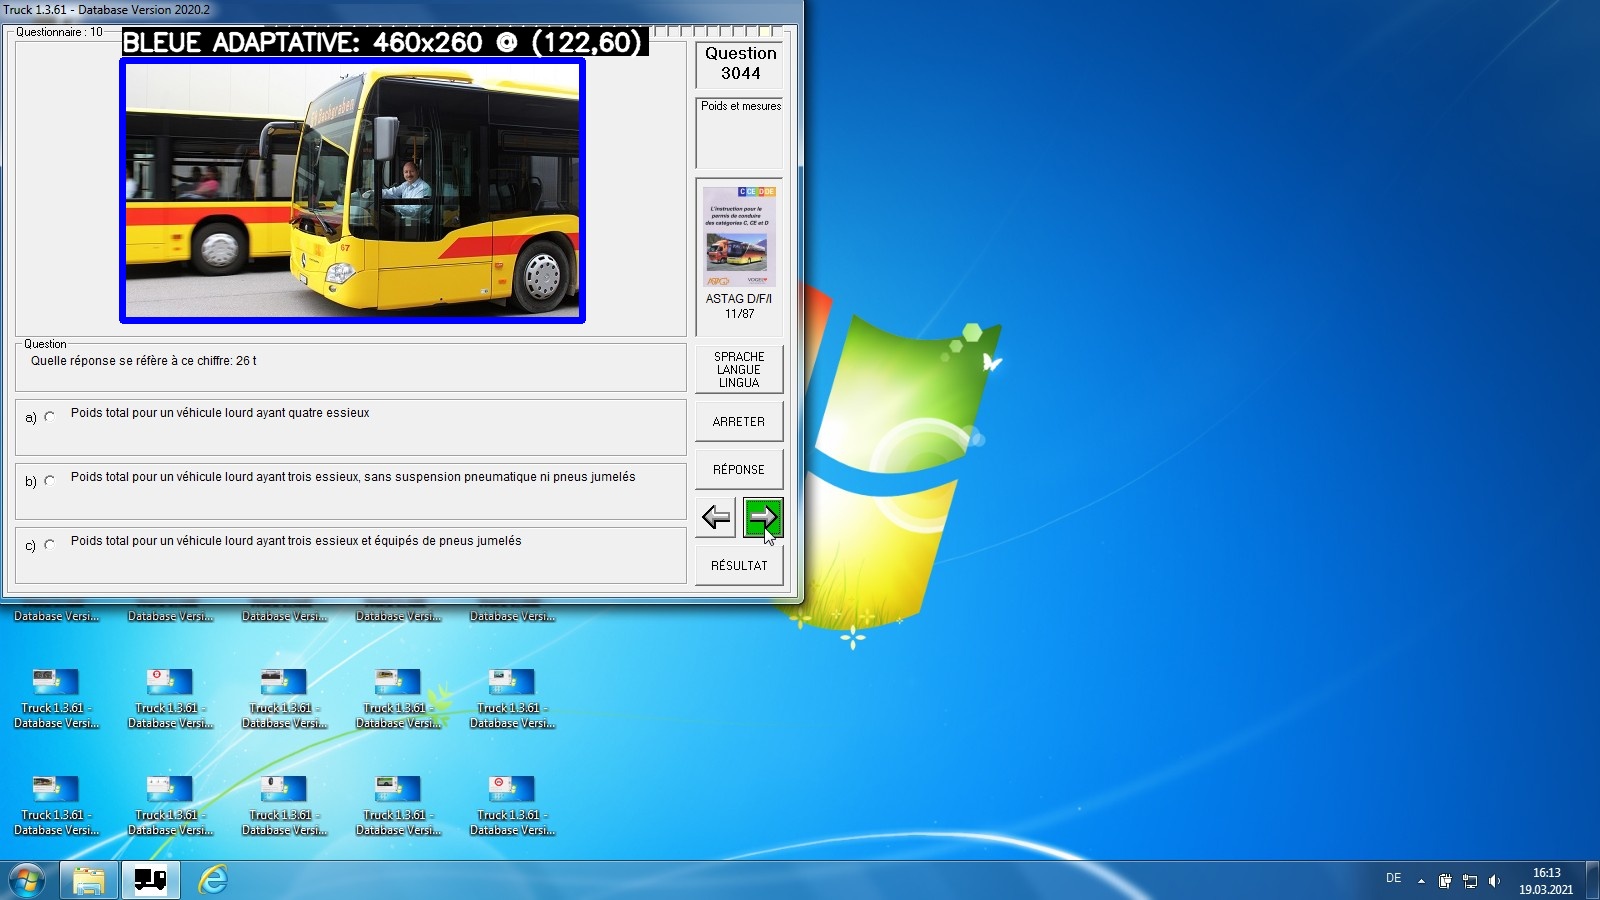 Truck 1.3.61 - Database Version 2020.2
Questionnaire : 10
BLEUE ADAPTATIVE: 460x260 @ (122,60)
Bachgraben
67
Question
3044
Poids et mesures
C CE D DE
L'instruction pour le
permis de conduire
des catégories C, CE et D
ASTAG D/F/I
11/87
Question
Quelle réponse se réfère à ce chiffre: 26 t
SPRACHE
LANGUE
LINGUA
a) Poids total pour un véhicule lourd ayant quatre essieux
ARRETER
b) Poids total pour un véhicule lourd ayant trois essieux, sans suspension pneumatique ni pneus jumelés
RÉPONSE
c) Poids total pour un véhicule lourd ayant trois essieux et équipés de pneus jumelés
RÉSULTAT
Database Versi... Database Versi... Database Versi... Database Versi... Database Versi...
Truck 1.3.61 - Truck 1.3.61 - Truck 1.3.61 - Truck 1.3.61 - Truck 1.3.61 -
Database Versi... Database Versi... Database Versi... Database Versi... Database Versi...
Truck 1.3.61 - Truck 1.3.61 - Truck 1.3.61 - Truck 1.3.61 - Truck 1.3.61 -
Database Versi... Database Versi... Database Versi... Database Versi... Database Versi...
DE
16:13
19.03.2021